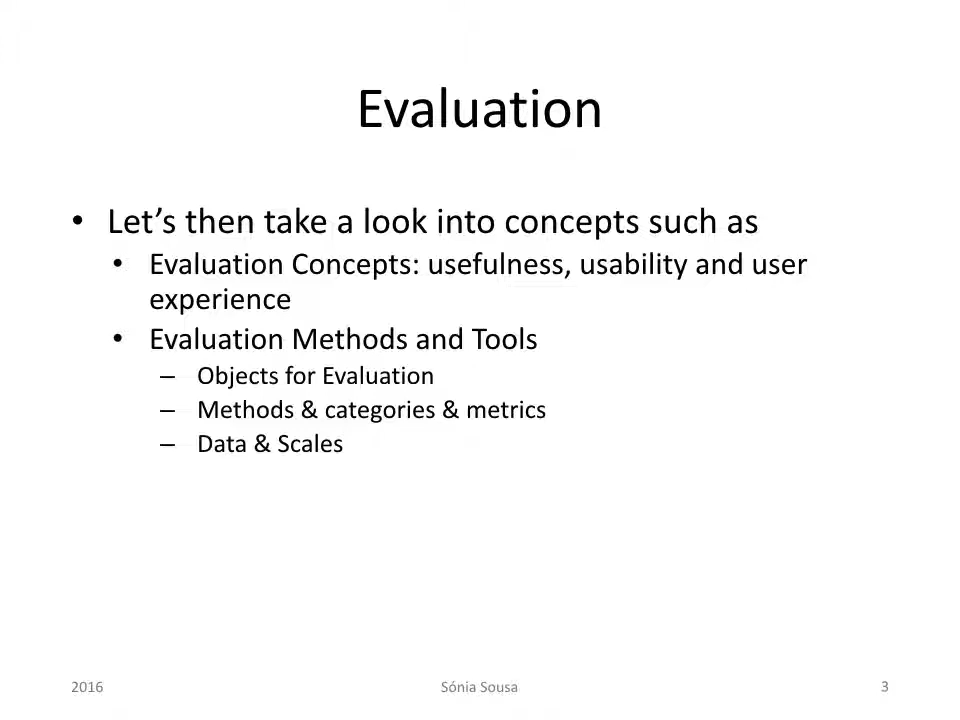 Evaluation
• Let’s then take a look into concepts such as
• Evaluation Concepts: usefulness, usability and user
experience
• Evaluation Methods and Tools
– Objects for Evaluation
– Methods & categories & metrics
– Data & Scales
2016 Sónia Sousa 3